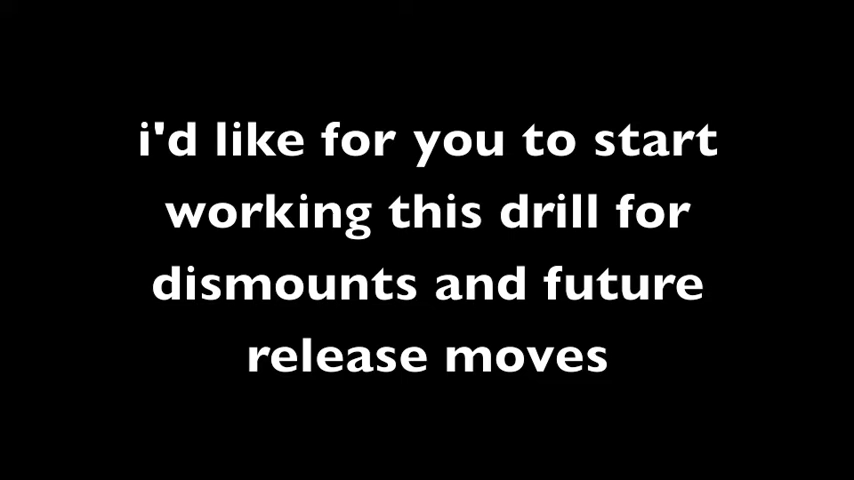 i'd like for you to start
working this drill for
dismounts and future
release moves